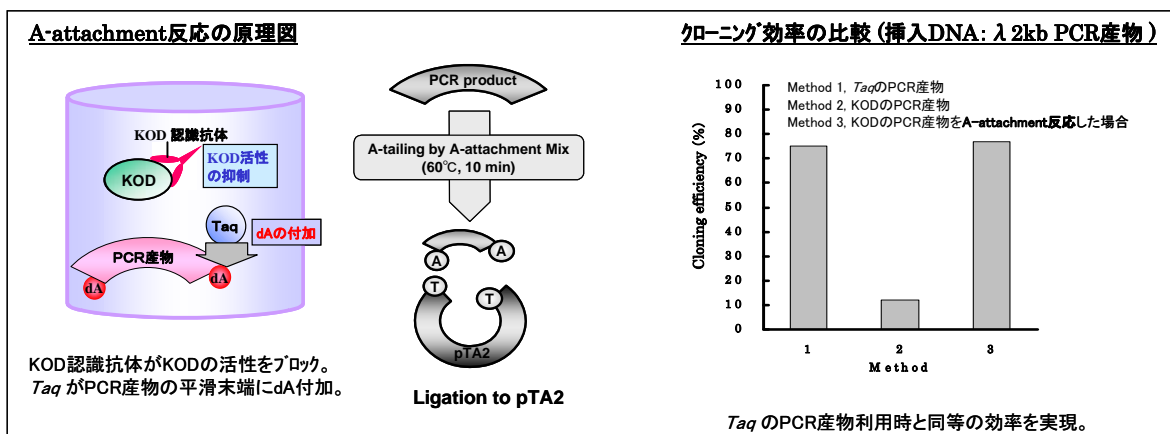 A-attachment反応の原理図
KOD 認識抗体
KOD活性
の抑制
KOD
Taq
dAの付加
PCR産物
dA
dA
KOD認識抗体がKODの活性をブロック。
Taq がPCR産物の平滑末端にdA付加。
PCR product
A-tailing by A-attachment Mix
(60℃, 10 min)
A
A
T
T
pTA2
Ligation to pTA2
クローニング効率の比較 (挿入DNA: λ 2kb PCR産物 )
Method 1, TaqのPCR産物
Method 2, KODのPCR産物
Method 3, KODのPCR産物をA-attachment反応した場合
Cloning efficiency (%)
100
90
80
70
60
50
40
30
20
10
0
1 2 3
Method
Taq のPCR産物利用時と同等の効率を実現。